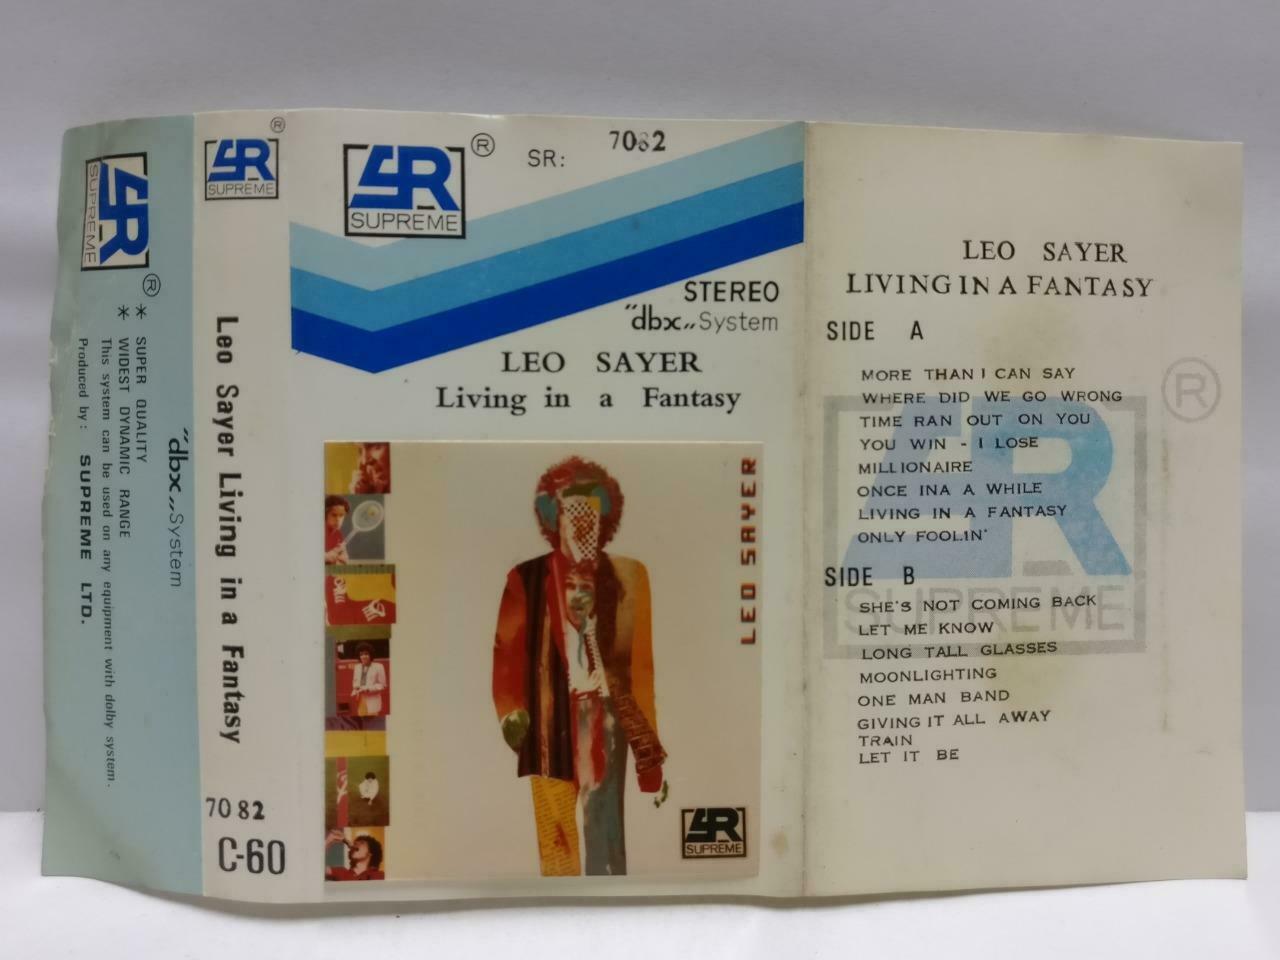 SR
SUPREME
®
* SUPER QUALITY
* WIDEST DYNAMIC RANGE
This system can be used on any equipment with dolby system.
Produced by: SUPREME LTD.
"dbx„ System
®
SR
SUPREME
Leo Sayer Living in a Fantasy
7082
C-60
SR
SUPREME
®
SR: 7082
STEREO
"dbx„ System
LEO SAYER
Living in a Fantasy
LEO SAYER
SR
SUPREME
LEO SAYER
LIVING IN A FANTASY
SIDE A
MORE THAN I CAN SAY
WHERE DID WE GO WRONG
TIME RAN OUT ON YOU
YOU WIN - I LOSE
MILLIONAIRE
ONCE INA A WHILE
LIVING IN A FANTASY
ONLY FOOLIN'
SIDE B
SHE'S NOT COMING BACK
LET ME KNOW
LONG TALL GLASSES
MOONLIGHTING
ONE MAN BAND
GIVING IT ALL AWAY
TRAIN
LET IT BE
SR
SUPREME
®